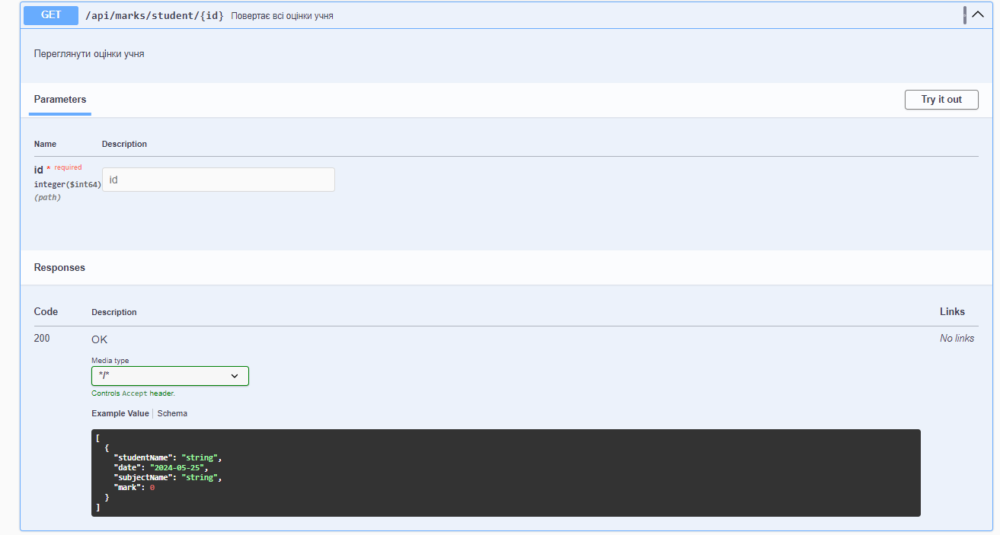 GET /api/marks/student/{id} Повертає всі оцінки учня
Переглянути оцінки учня
Parameters
Try it out
Name Description
id * required
integer($int64)
(path)
id
Responses
Code Description Links
200 OK No links
Media type
*/*
Controls Accept header.
Example Value Schema
[
  {
    "studentName": "string",
    "date": "2024-05-25",
    "subjectName": "string",
    "mark": 0
  }
]